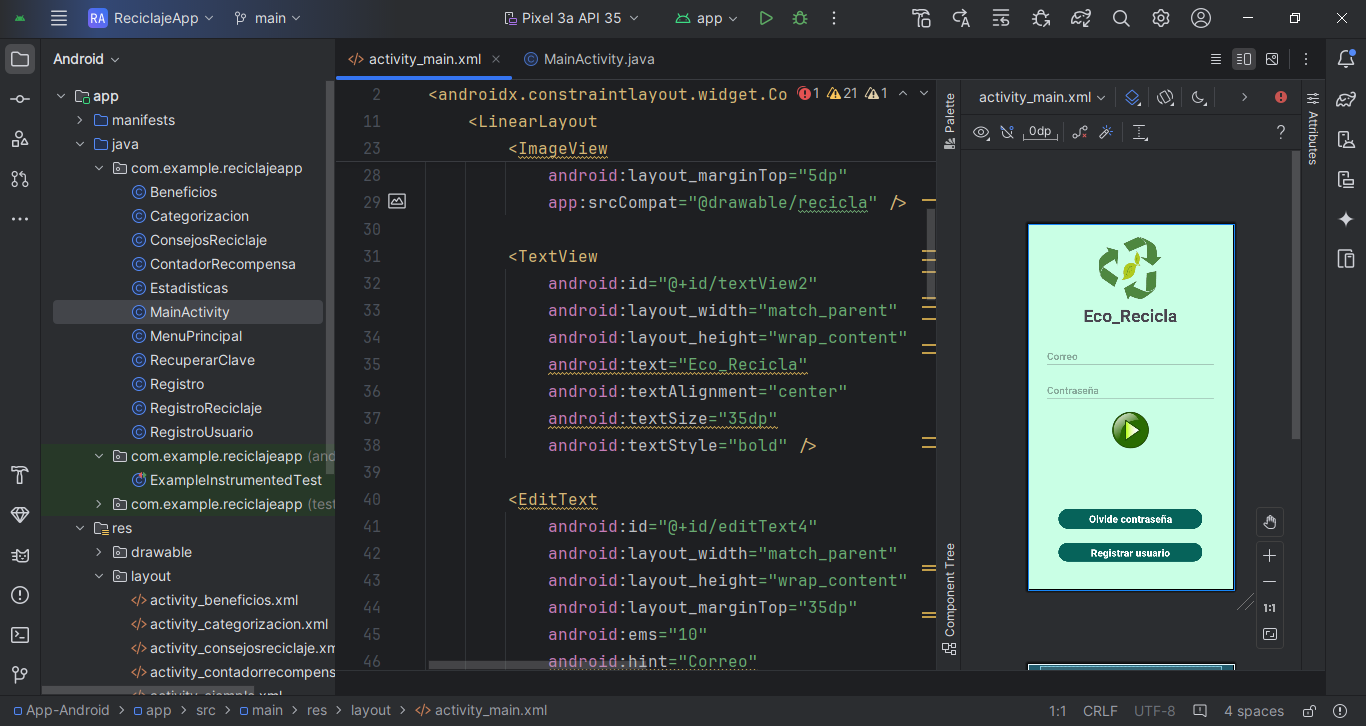 RA ReciclajeApp main Pixel 3a API 35 app
Android
activity_main.xml MainActivity.java
app
manifests
java
com.example.reciclajeapp
Beneficios
Categorizacion
ConsejosReciclaje
ContadorRecompensa
Estadisticas
MainActivity
MenuPrincipal
RecuperarClave
Registro
RegistroReciclaje
RegistroUsuario
com.example.reciclajeapp (and
ExampleInstrumentedTest
com.example.reciclajeapp (test
res
drawable
layout
activity_beneficios.xml
activity_categorizacion.xml
activity_consejosreciclaje.xm
activity_contadorrecompens
activity_ejemplo.xml
2 <androidx.constraintlayout.widget.Co 1 21 1
11 <LinearLayout
23 <ImageView
28 android:layout_marginTop="5dp"
29 app:srcCompat="@drawable/recicla" />
30
31 <TextView
32 android:id="@+id/textView2"
33 android:layout_width="match_parent"
34 android:layout_height="wrap_content"
35 android:text="Eco_Recicla"
36 android:textAlignment="center"
37 android:textSize="35dp"
38 android:textStyle="bold" />
39
40 <EditText
41 android:id="@+id/editText4"
42 android:layout_width="match_parent"
43 android:layout_height="wrap_content"
44 android:layout_marginTop="35dp"
45 android:ems="10"
46 android:hint="Correo"
Palette
Component Tree
activity_main.xml
0dp ?
Attributes
Eco_Recicla
Correo
Contraseña
Olvide contraseña
Registrar usuario
1:1
App-Android > app > src > main > res > layout > activity_main.xml 1:1 CRLF UTF-8 4 spaces